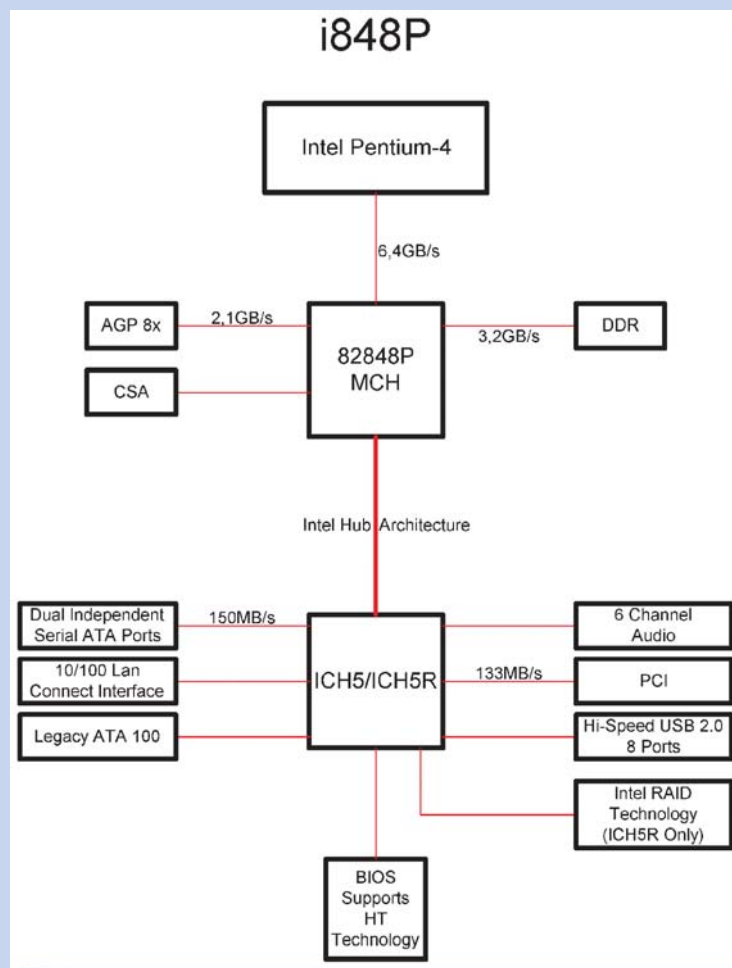 i848P
Intel Pentium-4
6,4GB/s
AGP 8x
2,1GB/s
82848P
MCH
3,2GB/s
DDR
CSA
Intel Hub Architecture
Dual Independent
Serial ATA Ports
150MB/s
6 Channel
Audio
10/100 Lan
Connect Interface
ICH5/ICH5R
133MB/s
PCI
Legacy ATA 100
Hi-Speed USB 2.0
8 Ports
Intel RAID
Technology
(ICH5R Only)
BIOS
Supports
HT
Technology